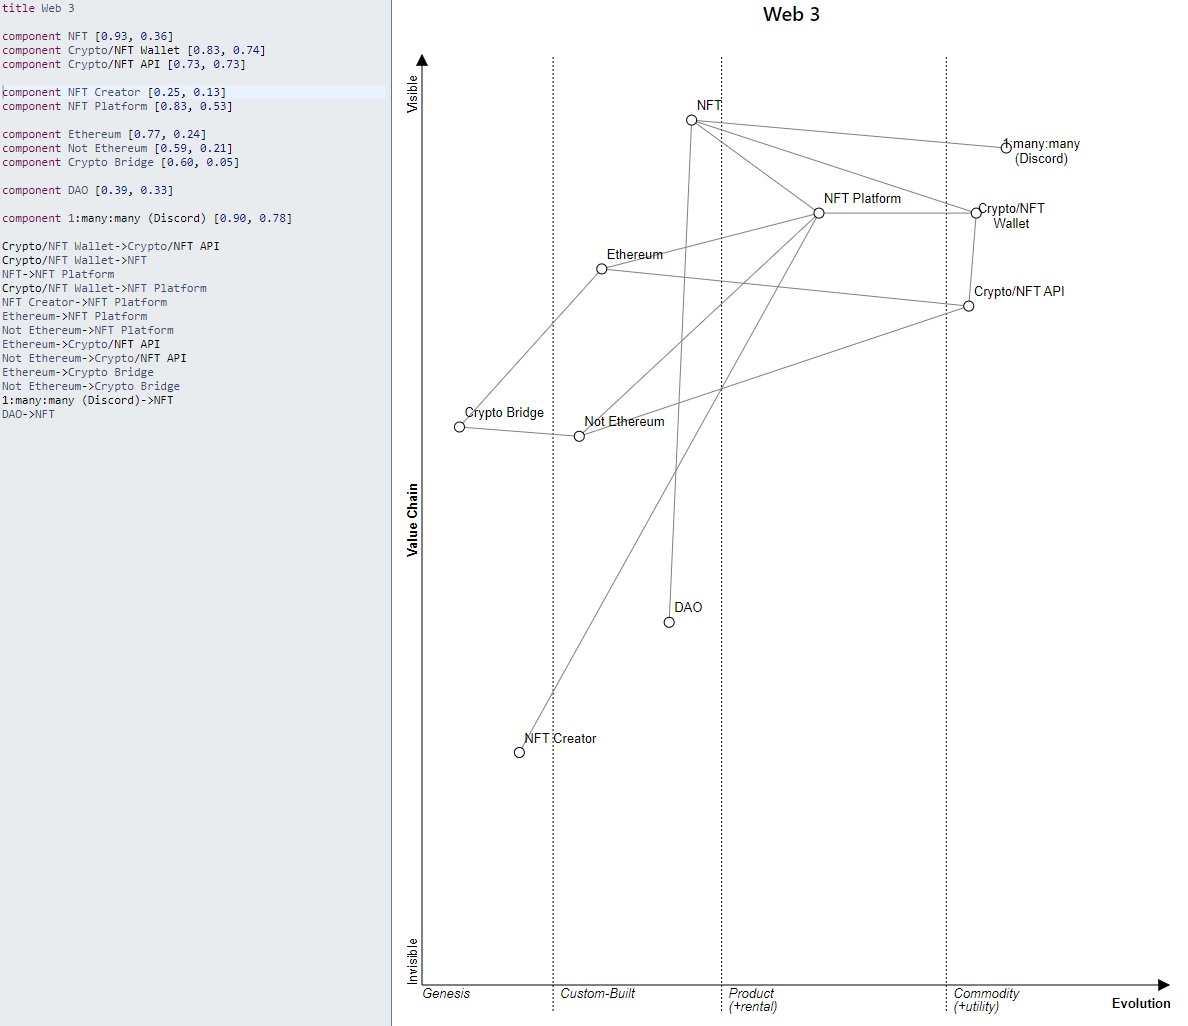 title Web 3
component NFT [0.93, 0.36]
component Crypto/NFT Wallet [0.83, 0.74]
component Crypto/NFT API [0.73, 0.73]
component NFT Creator [0.25, 0.13]
component NFT Platform [0.83, 0.53]
component Ethereum [0.77, 0.24]
component Not Ethereum [0.59, 0.21]
component Crypto Bridge [0.60, 0.05]
component DAO [0.39, 0.33]
component 1:many:many (Discord) [0.90, 0.78]
Crypto/NFT Wallet->Crypto/NFT API
Crypto/NFT Wallet->NFT
NFT->NFT Platform
Crypto/NFT Wallet->NFT Platform
NFT Creator->NFT Platform
Ethereum->NFT Platform
Not Ethereum->NFT Platform
Ethereum->Crypto/NFT API
Not Ethereum->Crypto/NFT API
Ethereum->Crypto Bridge
Not Ethereum->Crypto Bridge
1:many:many (Discord)->NFT
DAO->NFT
Web 3
Visible
NFT
1:many:many
(Discord)
NFT Platform
Crypto/NFT
Wallet
Ethereum
Crypto/NFT API
Crypto Bridge
Not Ethereum
Value Chain
DAO
NFT Creator
Invisible
Genesis
Custom-Built
Product
(+rental)
Commodity
(+utility)
Evolution